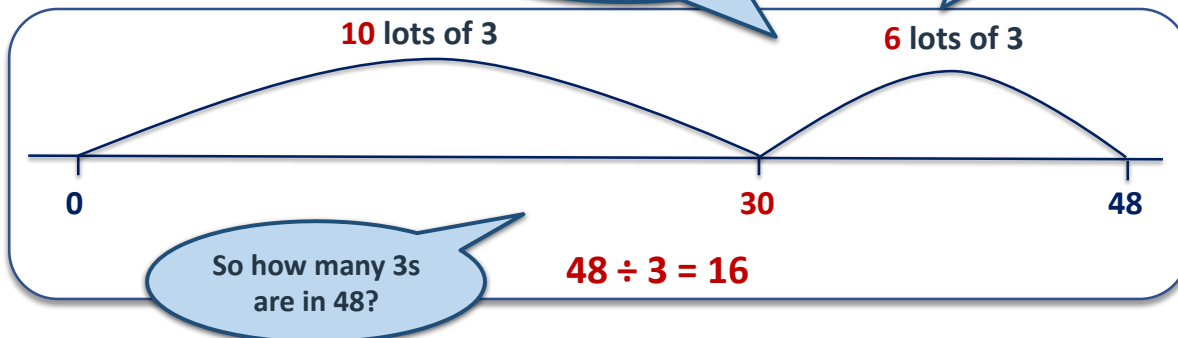 10 lots of 3
6 lots of 3
0
30
48
So how many 3s
are in 48?
48 ÷ 3 = 16